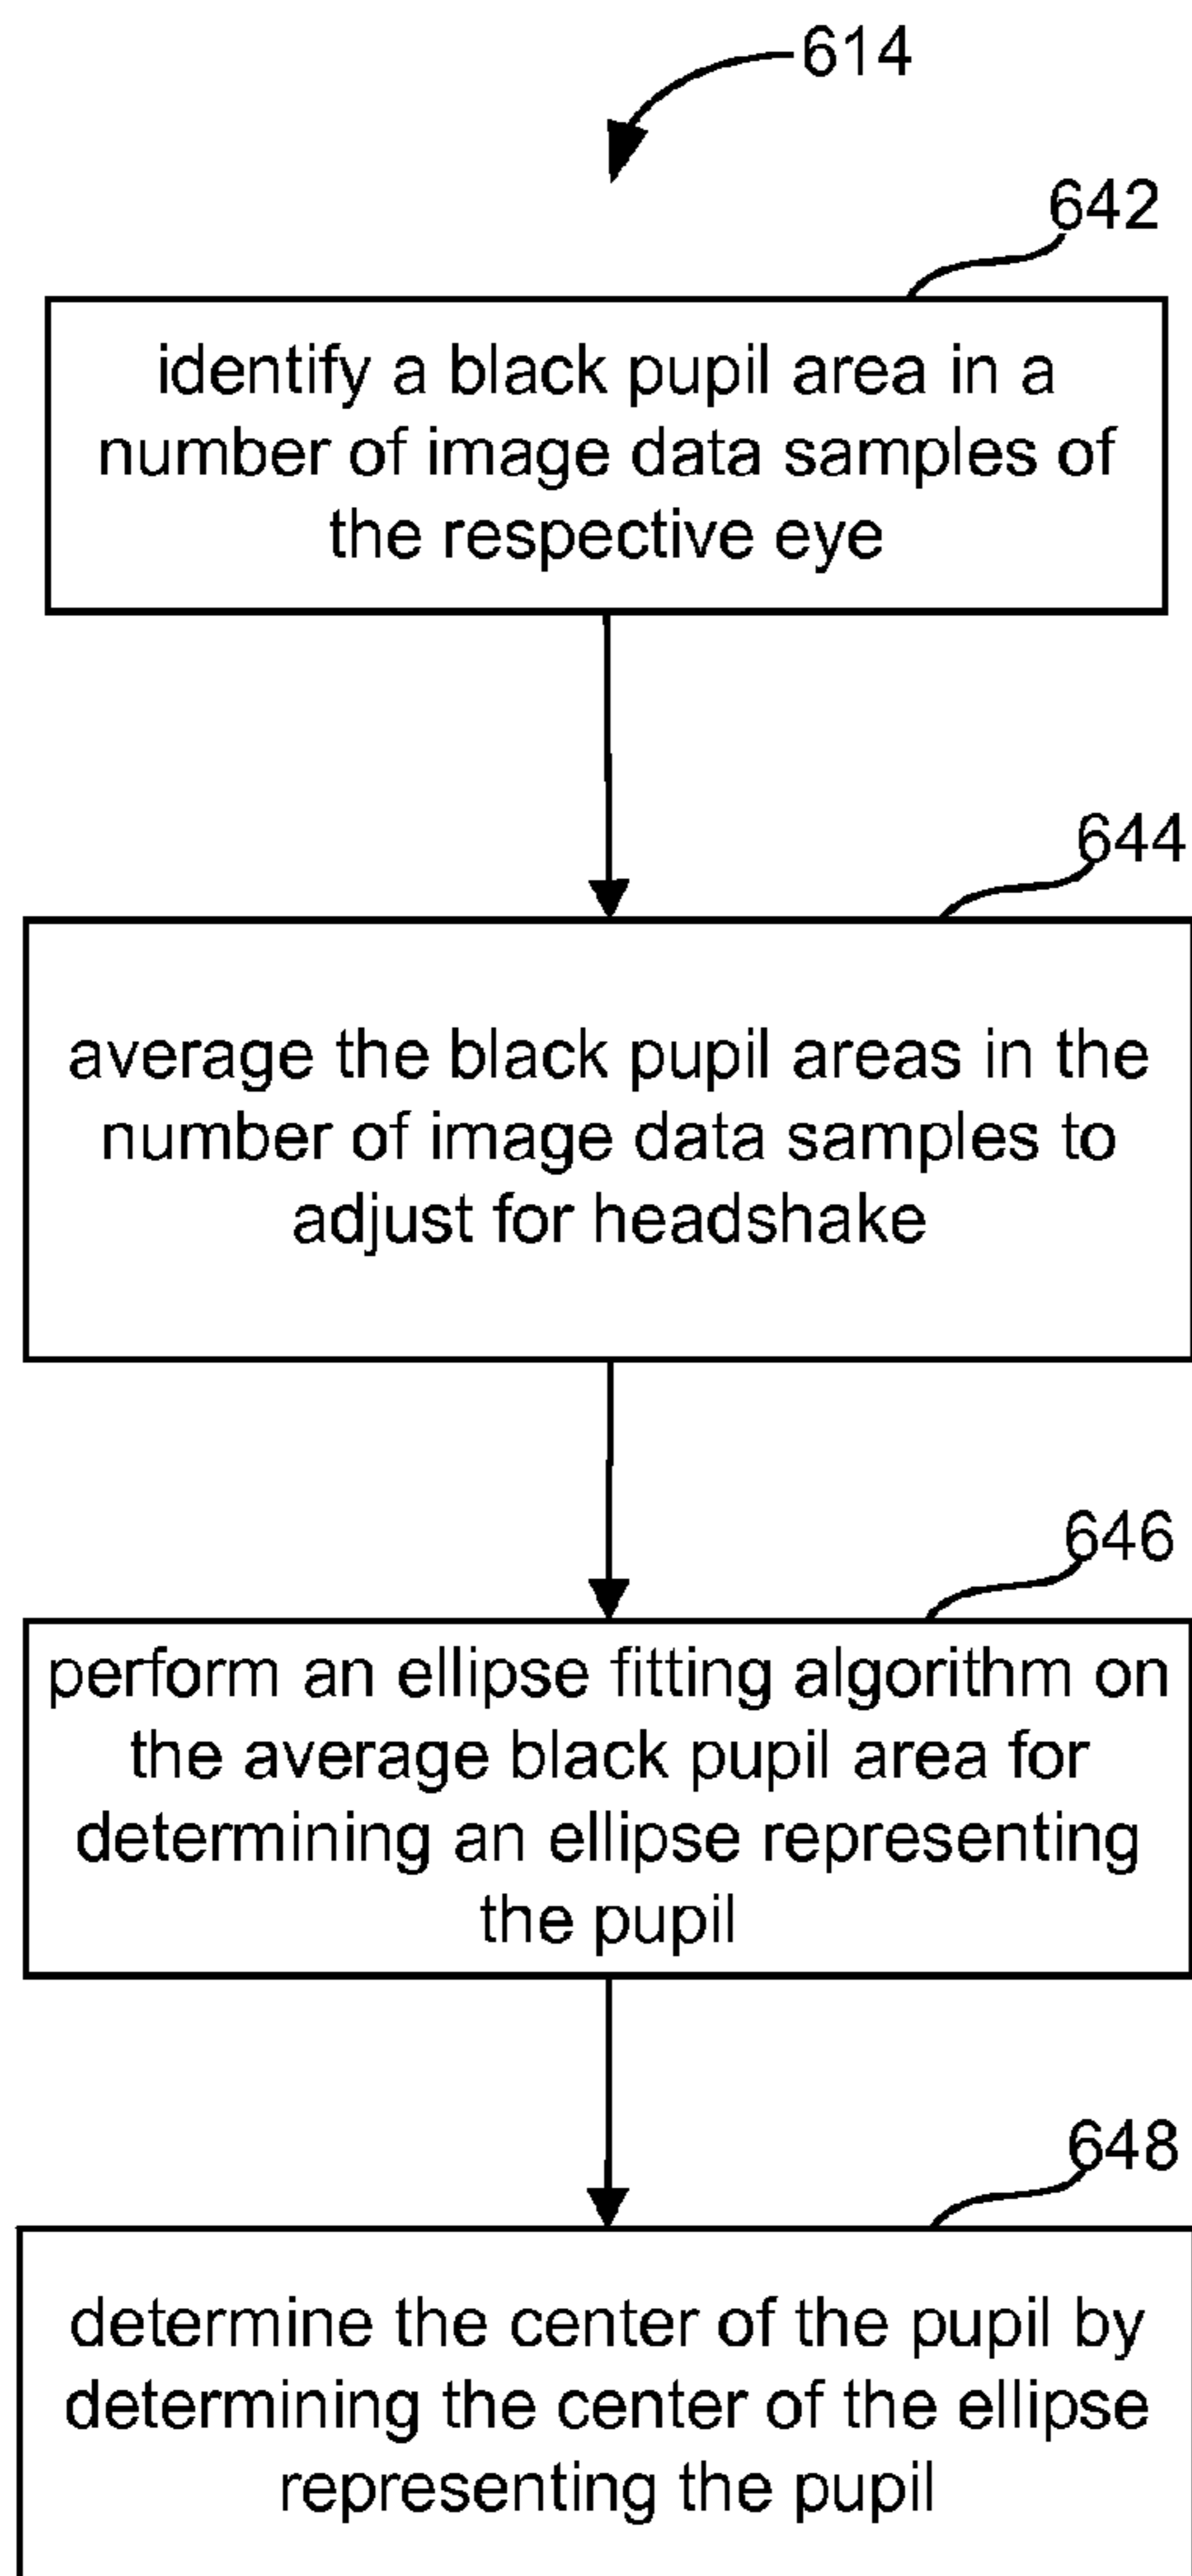 614
642
identify a black pupil area in a
number of image data samples of
the respective eye
644
average the black pupil areas in the
number of image data samples to
adjust for headshake
646
perform an ellipse fitting algorithm on
the average black pupil area for
determining an ellipse representing
the pupil
648
determine the center of the pupil by
determining the center of the ellipse
representing the pupil